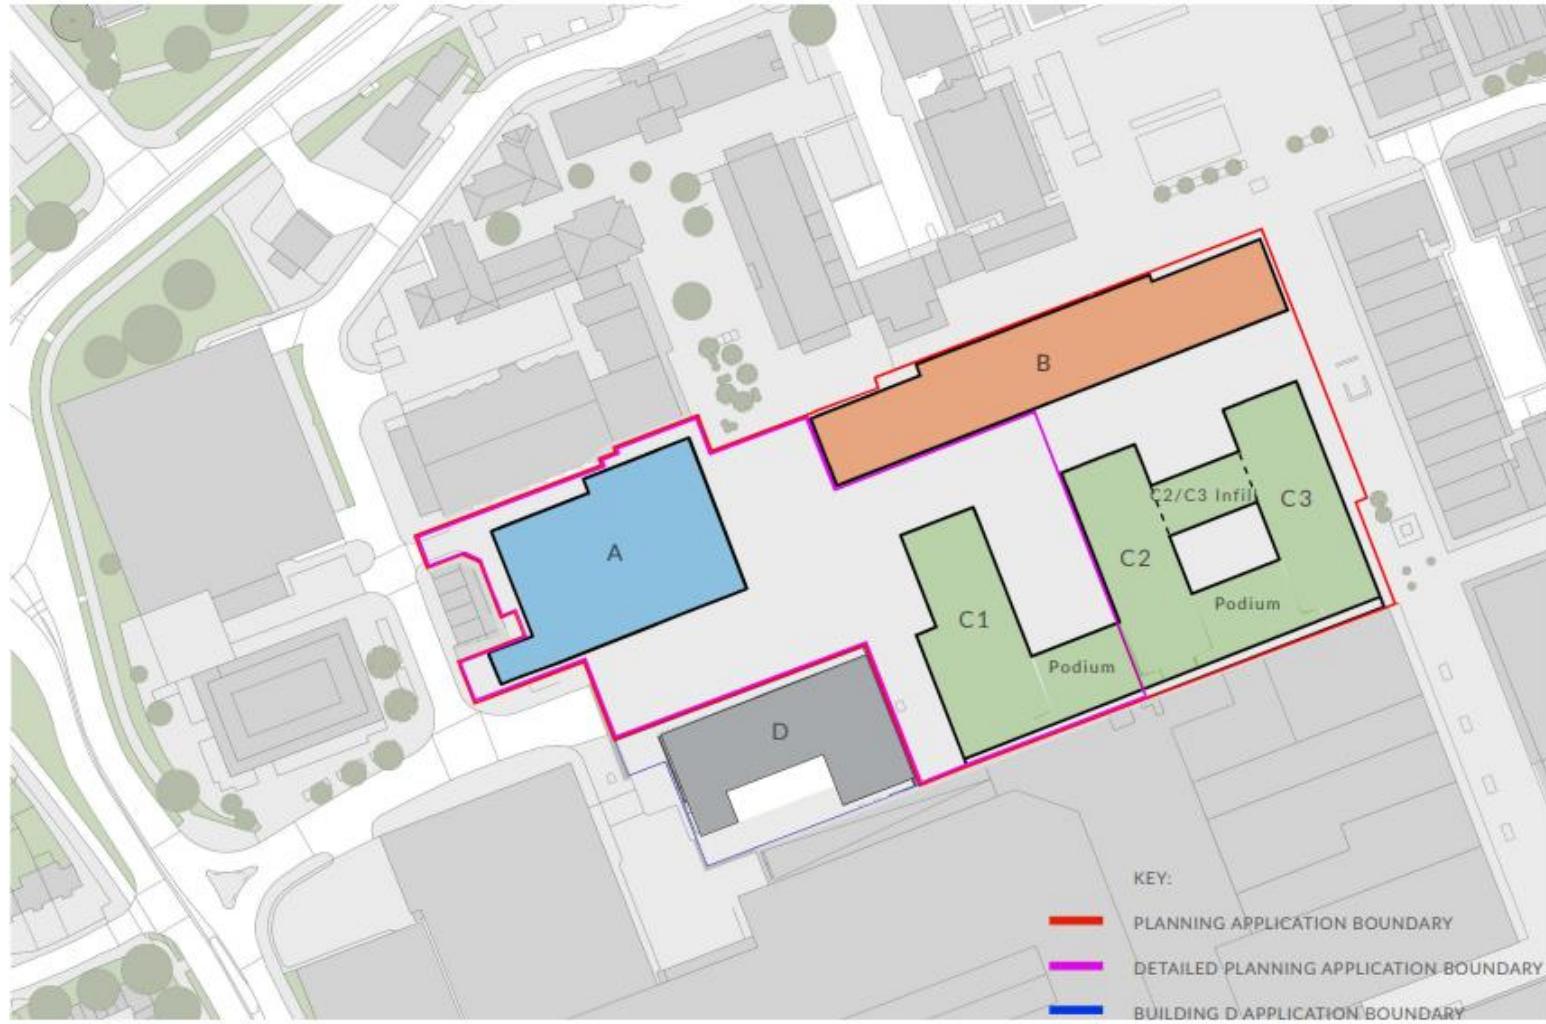 B
C2/C3 Infill
C3
A
C2
Podium
C1
Podium
D
KEY:
PLANNING APPLICATION BOUNDARY
DETAILED PLANNING APPLICATION BOUNDARY
BUILDING D APPLICATION BOUNDARY